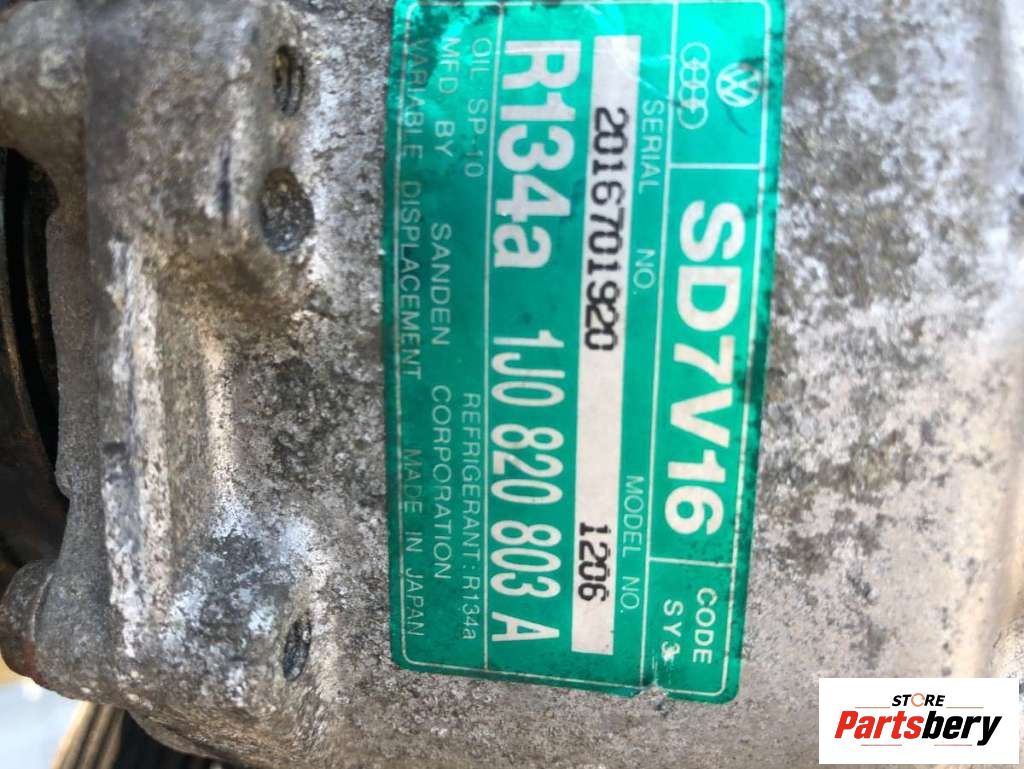 SD7V16 CODE SY3
SERIAL NO. MODEL NO.
20167701920 1206
R134a 1J0 820 803 A
OIL SP-10 REFRIGERANT: R134a
MFD BY SANDEN CORPORATION
VARIABLE DISPLACEMENT MADE IN JAPAN
STORE
Partsbery